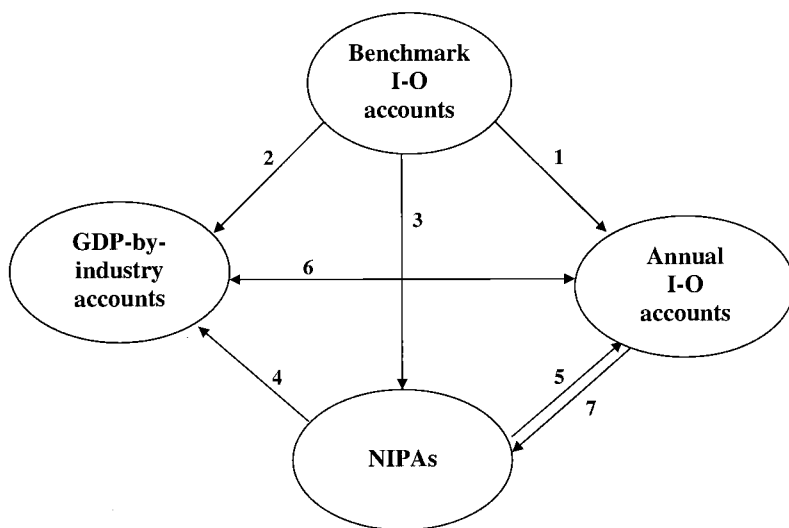 Benchmark
I-O
accounts
2
1
3
GDP-by-
industry
accounts
6
Annual
I-O
accounts
4
5
7
NIPAs